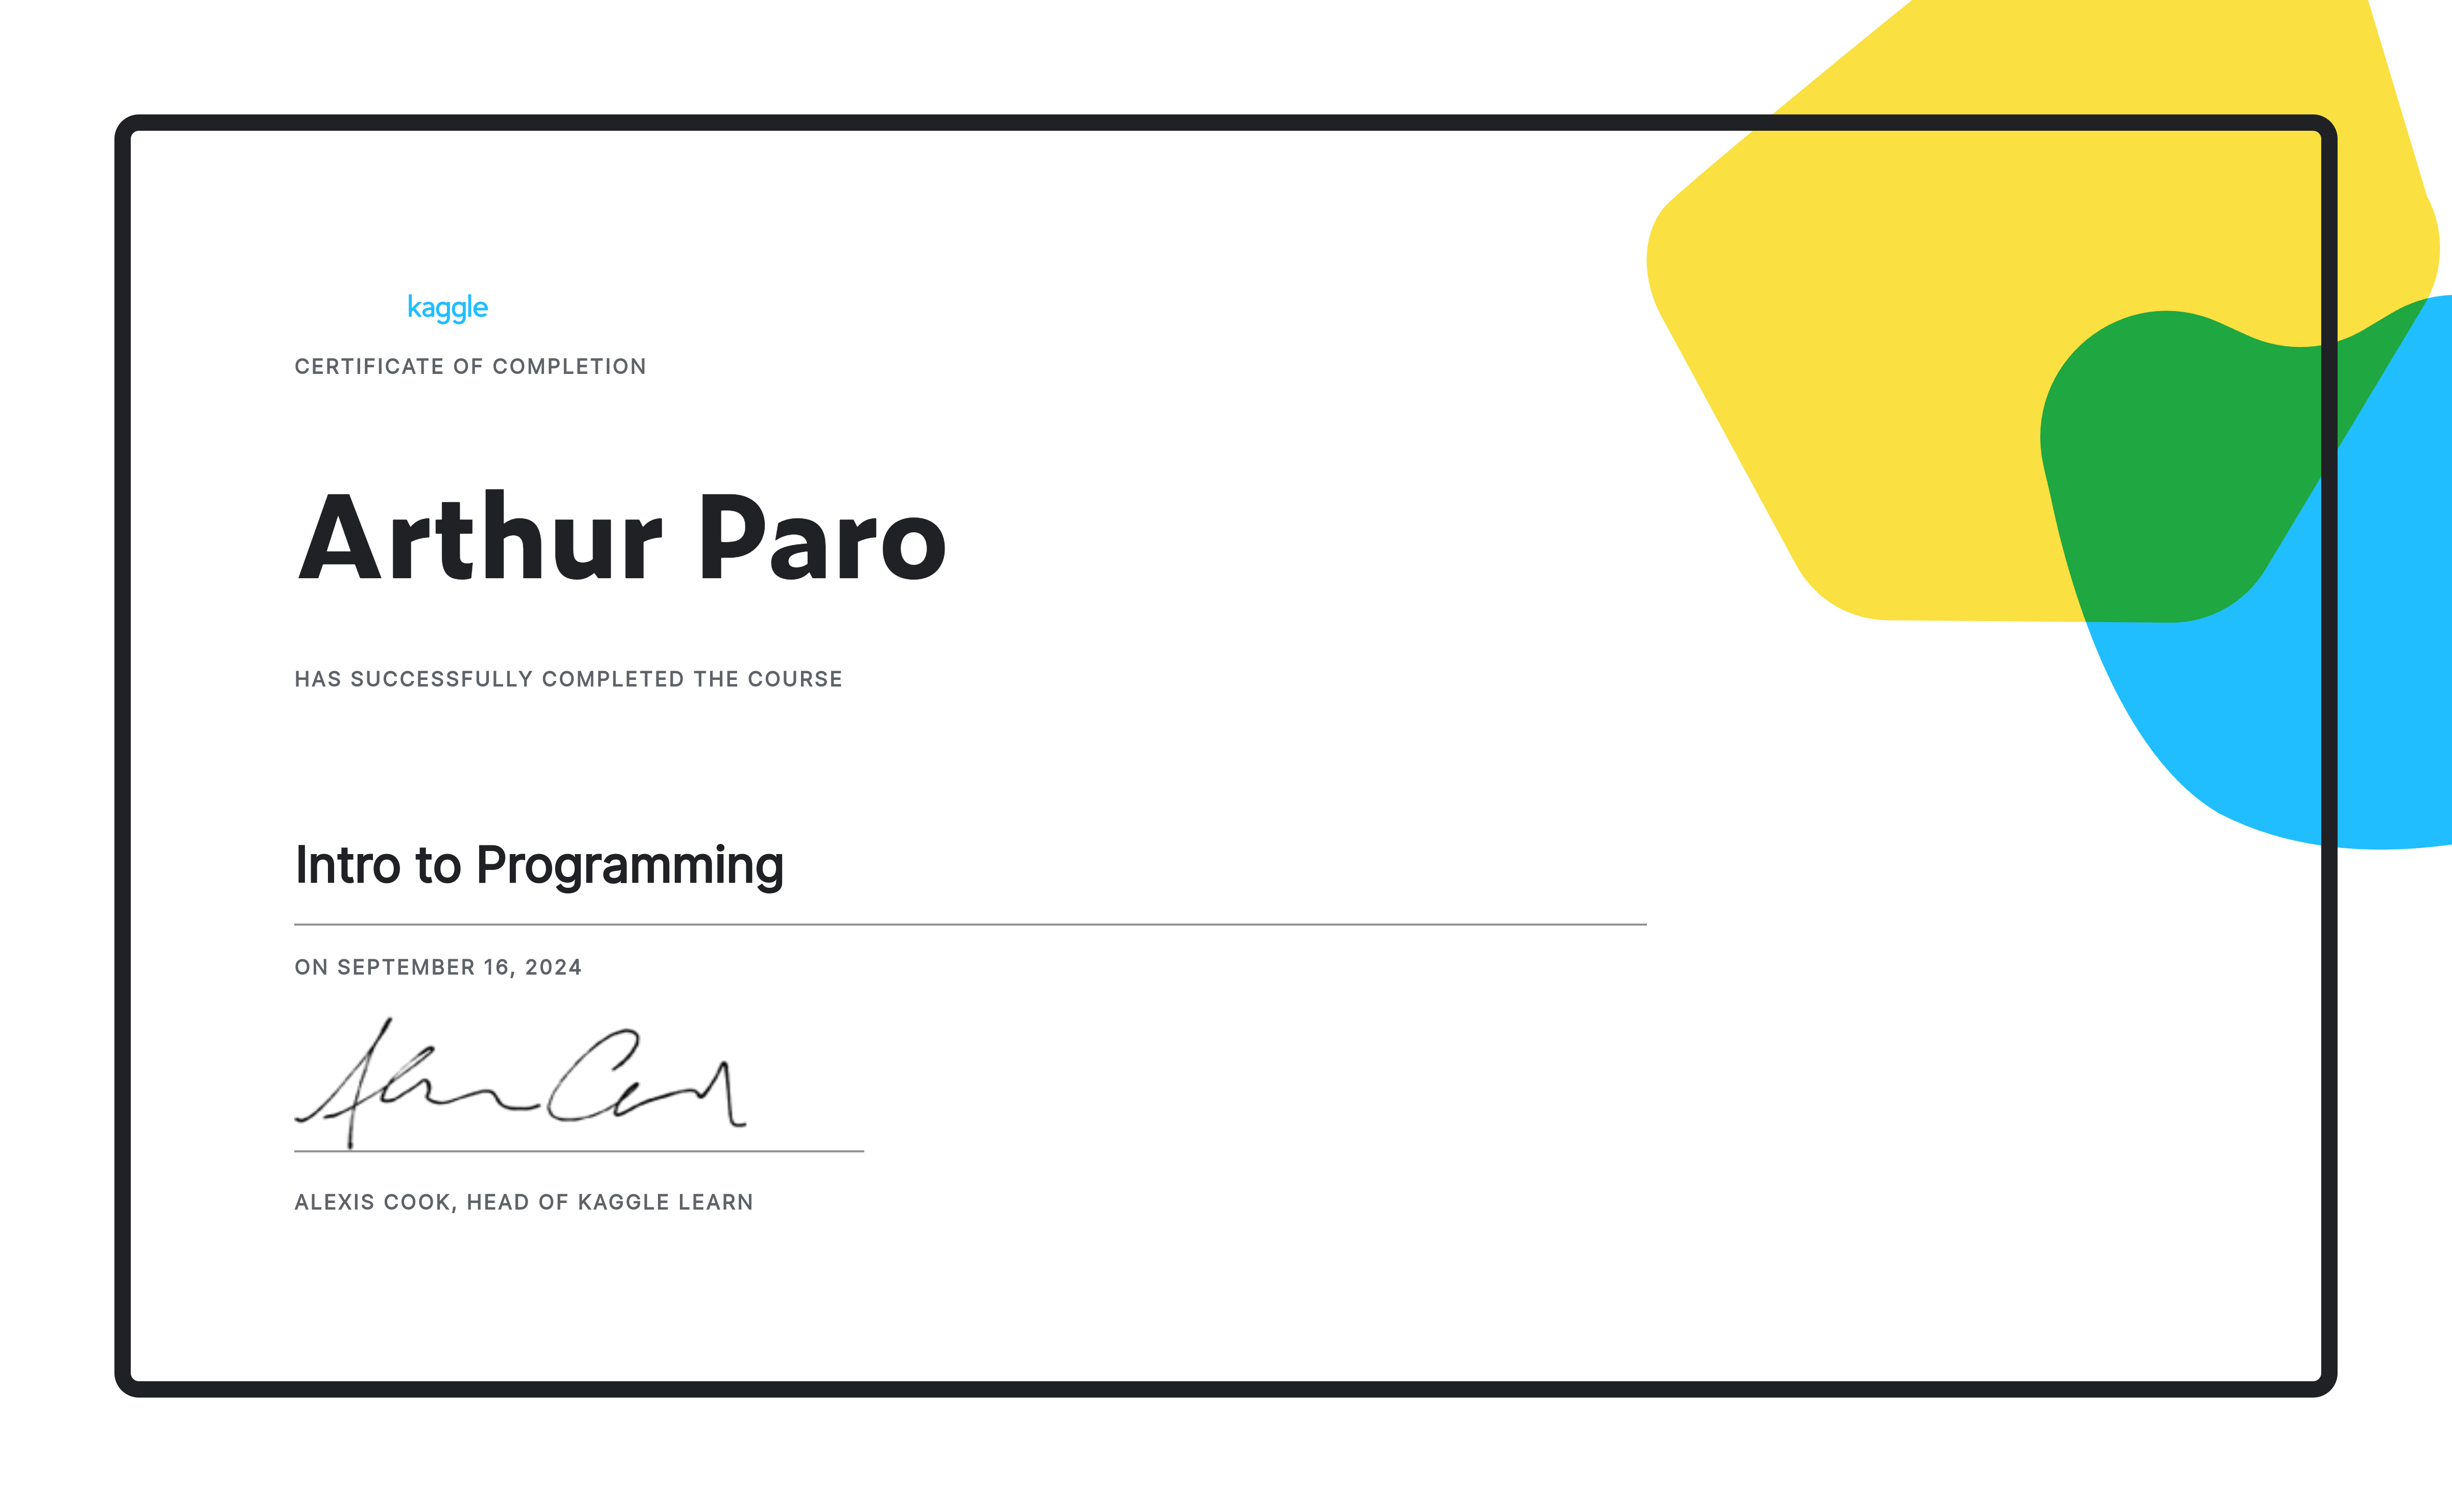 kaggle
CERTIFICATE OF COMPLETION
Arthur Paro
HAS SUCCESSFULLY COMPLETED THE COURSE
Intro to Programming
ON SEPTEMBER 16, 2024
ALEXIS COOK, HEAD OF KAGGLE LEARN